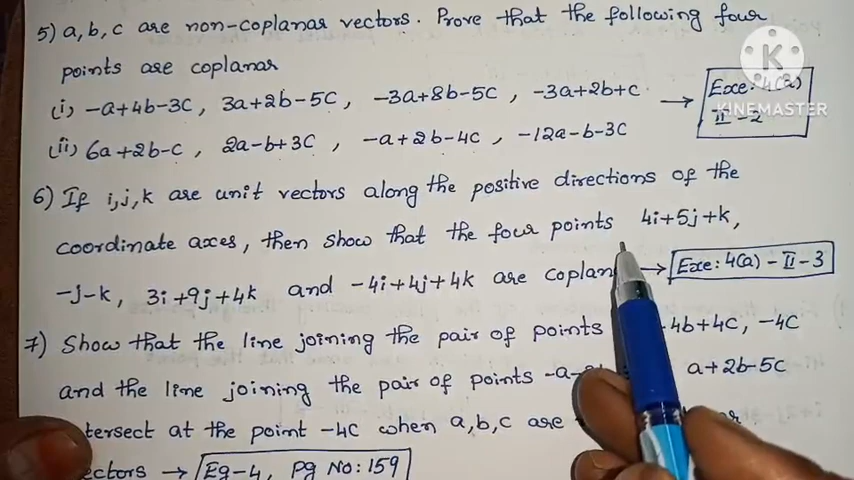 5) a, b, c are non-coplanar vectors. Prove that the following four
points are coplanar
(i) -a+4b-3c, 3a+2b-5c, -3a+8b-5c, -3a+2b+c → Exe: 4(a)
II-2
KINEMASTER
(ii) 6a+2b-c, 2a-b+3c, -a+2b-4c, -12a-b-3c
6) If i,j,k are unit vectors along the positive directions of the
coordinate axes, then show that the four points 4i+5j+k,
-j-k, 3i+9j+4k and -4i+4j+4k are coplanar → Exe: 4(a)-II-3
7) Show that the line joining the pair of points -4b+4c, -4c
and the line joining the pair of points a+2b-5c
intersect at the point -4c when a,b,c are
vectors → Eg-4, Pg No: 159